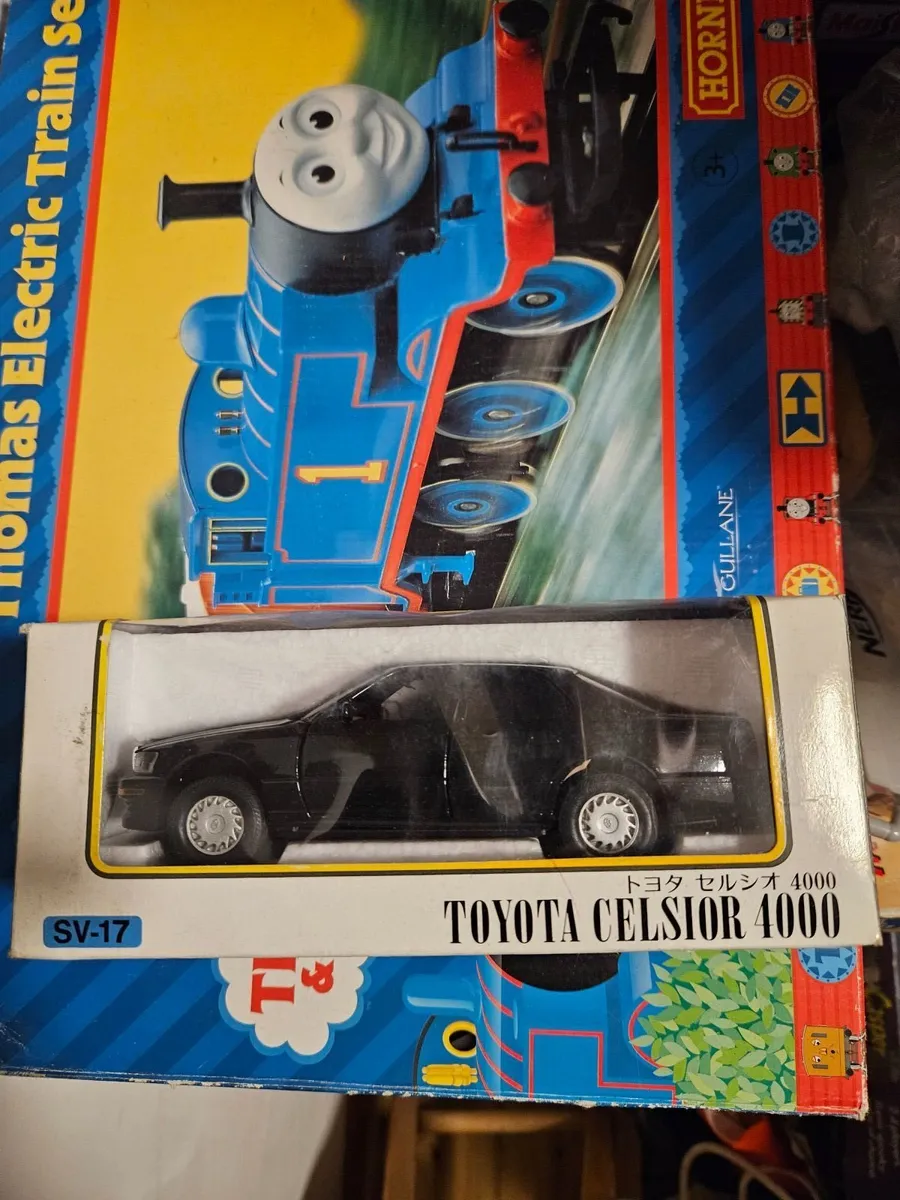 Thomas Electric Train Se
HORN
3+
1
GULLANE
NERF
トヨタ セルシオ 4000
TOYOTA CELSIOR 4000
SV-17
T
&